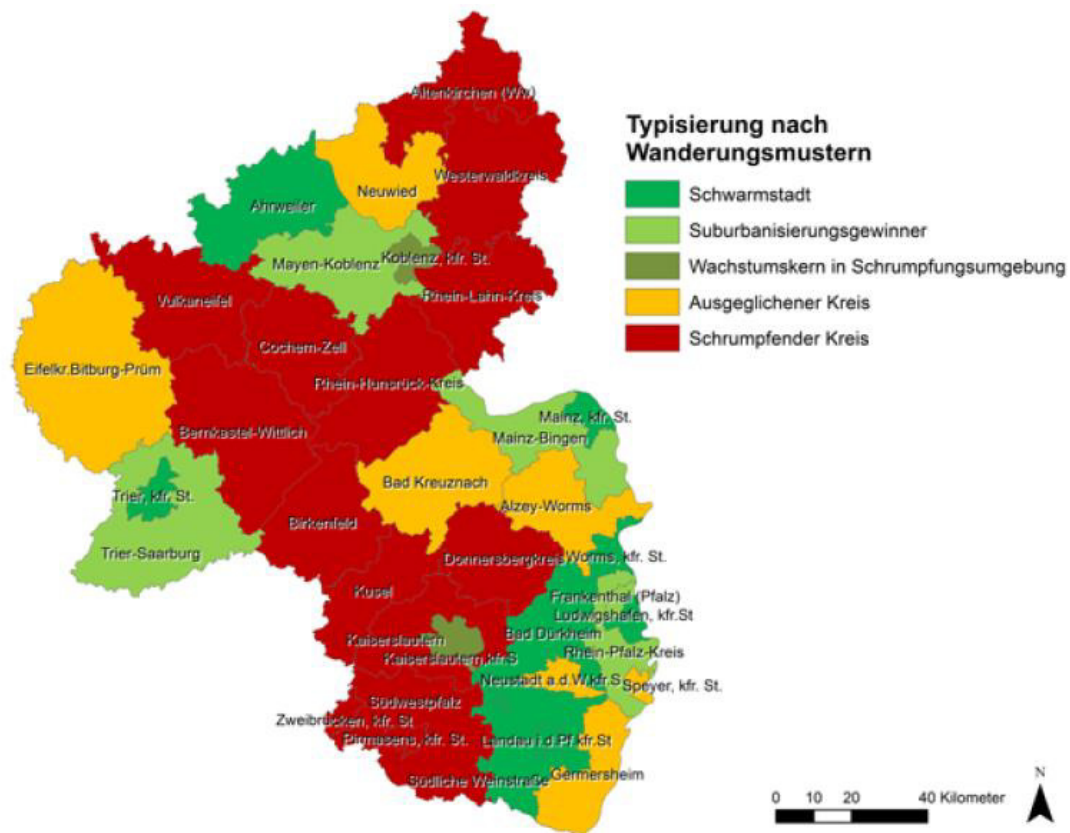 Altenkirchen (Ww)
Westerwaldkreis
Neuwied
Ahrweiler
Mayen-Koblenz
Koblenz, kfr. St.
Rhein-Lahn-Kreis
Vulkaneifel
Cochem-Zell
Eifelkr.Bitburg-Prüm
Rhein-Hunsrück-Kreis
Bernkastel-Wittlich
Mainz, kfr. St.
Mainz-Bingen
Bad Kreuznach
Alzey-Worms
Trier, kfr. St.
Trier-Saarburg
Birkenfeld
Donnersbergkreis
Worms, kfr. St.
Kusel
Frankenthal (Pfalz)
Ludwigshafen, kfr.St
Bad Dürkheim
Kaiserslautern
Kaiserslautern,kfr.S
Rhein-Pfalz-Kreis
Neustadt a.d.W.kfr.S
Speyer, kfr. St.
Südwestpfalz
Zweibrücken, kfr. St
Pirmasens, kfr. St.
Landau i.d.Pf.kfr.St
Südliche Weinstraße
Germersheim
Typisierung nach
Wanderungsmustern
Schwarmstadt
Suburbanisierungsgewinner
Wachstumskern in Schrumpfungsumgebung
Ausgeglichener Kreis
Schrumpfender Kreis
N
0 10 20 40 Kilometer